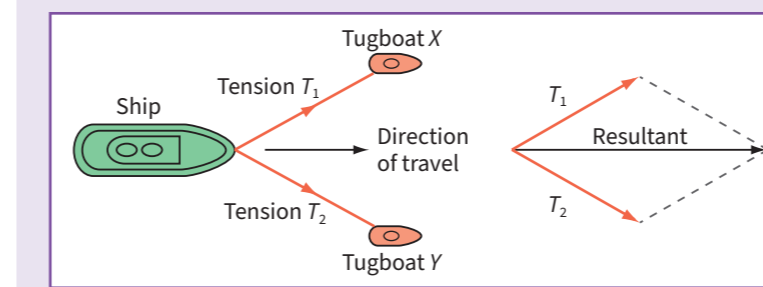 Tugboat X
Tension T₁
Ship
Direction
of travel
Tension T₂
Tugboat Y
T₁
Resultant
T₂